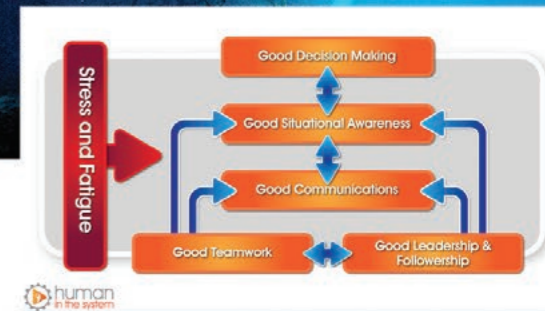 Stress and Fatigue
Good Decision Making
Good Situational Awareness
Good Communications
Good Teamwork
Good Leadership &
Followership
human
in the system